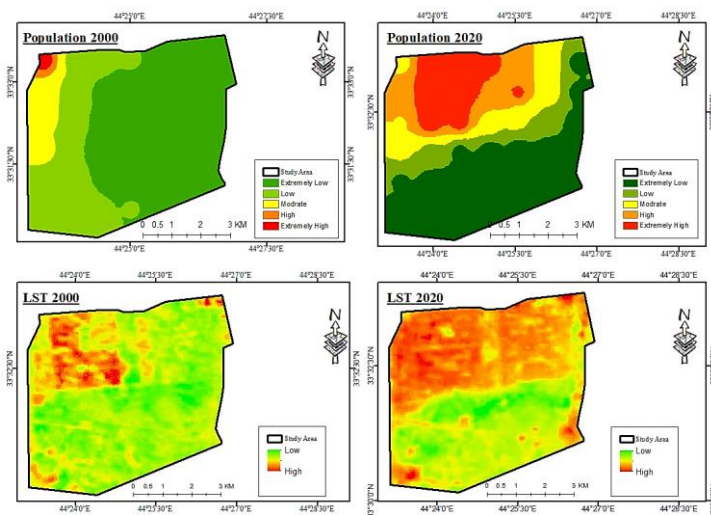 Population 2000
44°25'0"E
44°27'30"E
N
33°33'0"N
33°31'30"N
Study Area
Extremely Low
Low
Modrate
High
Extremely High
0 0.5 1 2 3 KM
44°25'0"E
44°27'30"E
Population 2020
44°24'0"E
44°25'30"E
44°27'0"E
44°28'30"E
N
33°32'30"N
Study Area
Extremely Low
Low
Modrate
High
Extremely High
0 0.5 1 2 3 KM
44°24'0"E
44°25'30"E
44°27'0"E
44°28'30"E
LST 2000
44°24'0"E
44°25'30"E
44°27'0"E
44°28'30"E
N
33°32'30"N
Study Area
Low
High
0 0.5 1 2 3 KM
44°24'0"E
44°25'30"E
44°27'0"E
44°28'30"E
LST 2020
44°24'0"E
44°25'30"E
44°27'0"E
44°28'30"E
N
33°32'30"N
33°30'0"N
Study Area
Low
High
0 0.5 1 2 3 KM
44°24'0"E
44°25'30"E
44°27'0"E
44°28'30"E